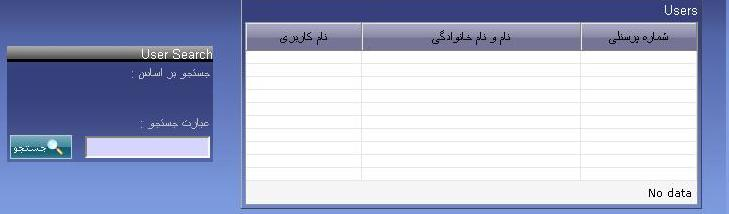 Users
شماره پرسنلی
نام و نام خانوادگی
نام کاربری
No data
User Search
جستجو بر اساس :
عبارت جستجو :
جستجو